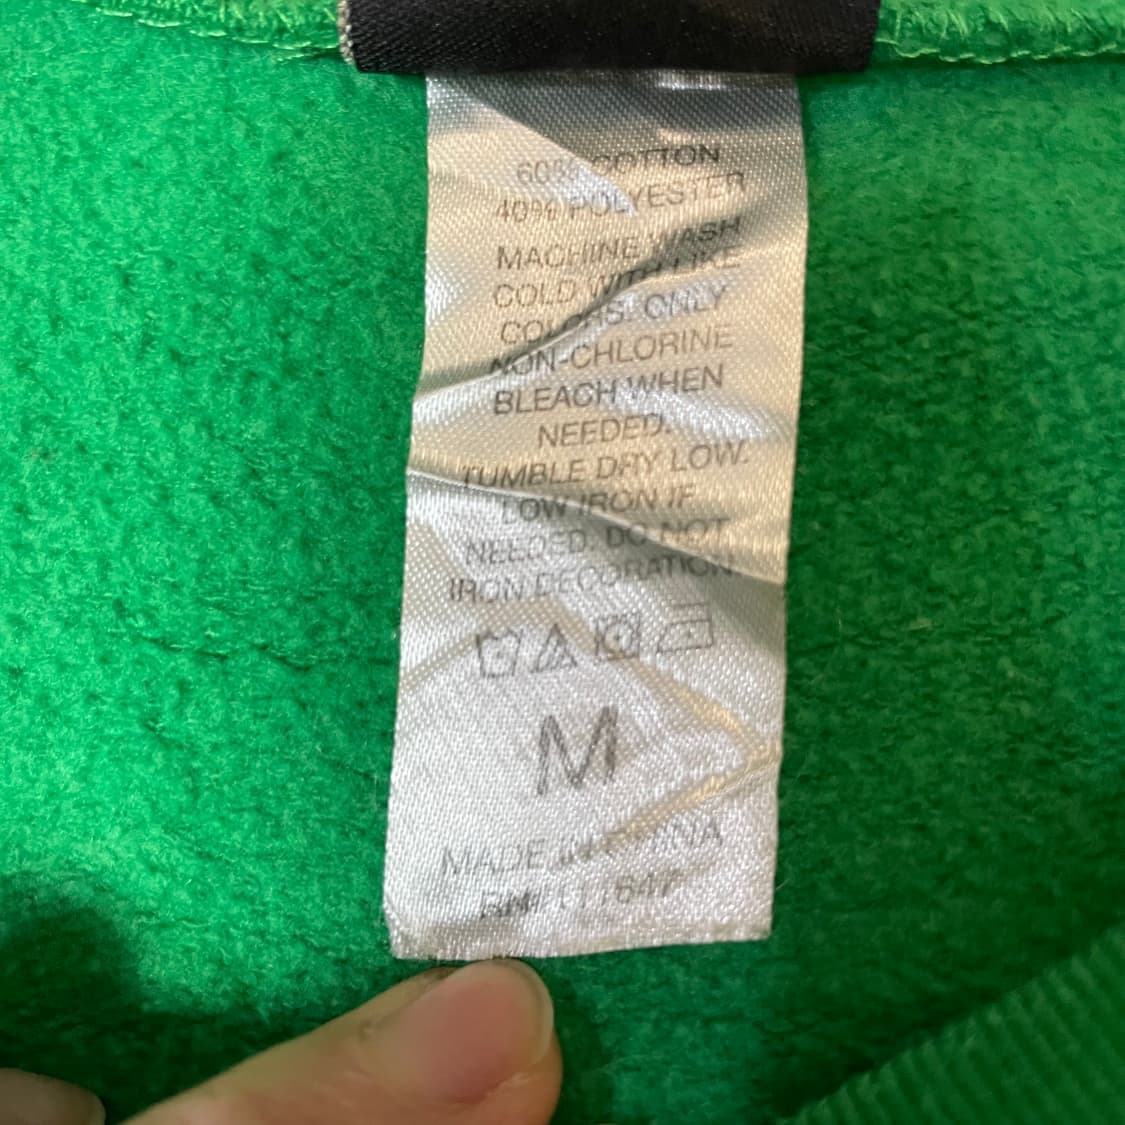 60% COTTON
40% POLYESTER
MACHINE WASH
COLD WITH LIKE
COLORS. ONLY
NON-CHLORINE
BLEACH WHEN
NEEDED.
TUMBLE DRY LOW.
LOW IRON IF
NEEDED. DO NOT
IRON DECORATION
M
MADE IN CHINA